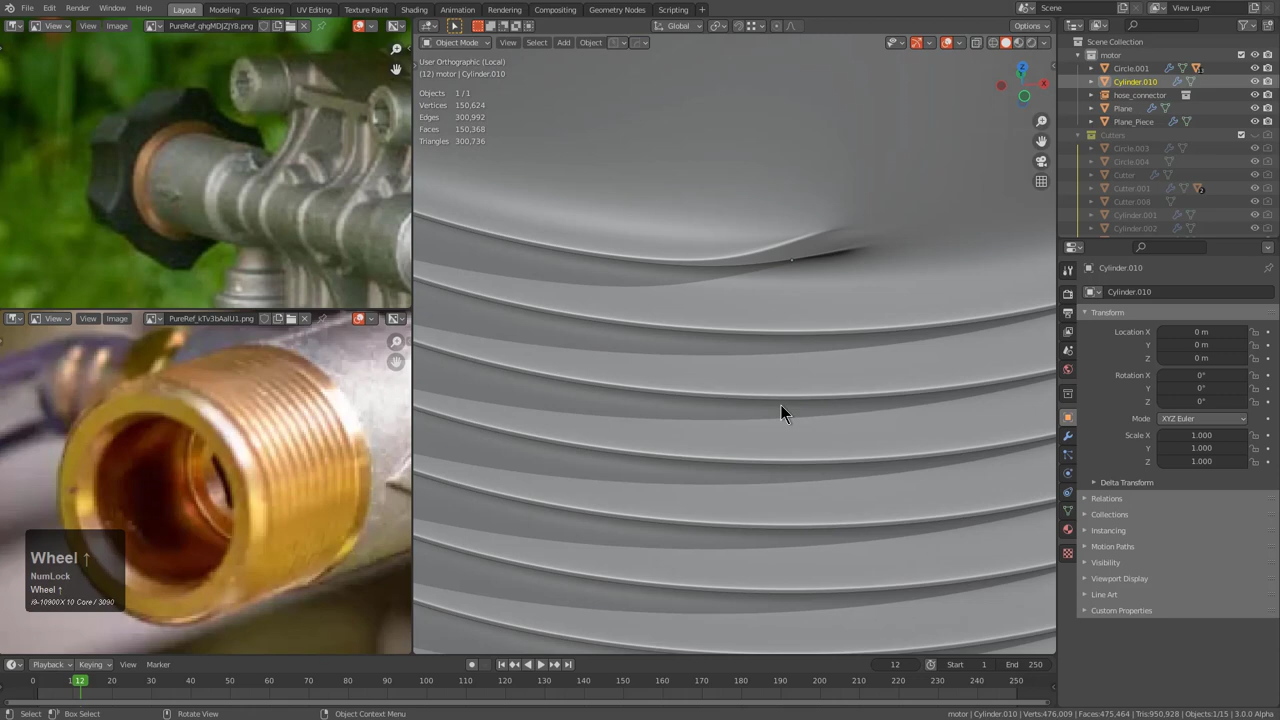 File Edit Render Window Help
Layout Modeling Sculpting UV Editing Texture Paint Shading Animation Rendering Compositing Geometry Nodes Scripting
Scene View Layer
View View Image PureRef_qhgMDJZJY8.png
Global Options
Object Mode View Select Add Object
User Orthographic (Local)
(12) motor | Cylinder.010
Objects 1 / 1
Vertices 150,624
Edges 300,992
Faces 150,368
Triangles 300,736
X
Z
Scene Collection
motor
Circle.001
Cylinder.010
hose_connector
Plane
Plane_Piece
Cutters
Circle.003
Circle.004
Cutter
Cutter.001
Cutter.008
Cylinder.001
Cylinder.002
View View Image PureRef_kTv3bAalU1.png
Wheel ↑
NumLock
Wheel ↑
i9-10900X 10 Core / 3090
Cylinder.010
Cylinder.010
Transform
Location X 0 m
Y 0 m
Z 0 m
Rotation X 0°
Y 0°
Z 0°
Mode XYZ Euler
Scale X 1.000
Y 1.000
Z 1.000
Delta Transform
Relations
Collections
Instancing
Motion Paths
Visibility
Viewport Display
Line Art
Custom Properties
Playback Keying View Marker
12 Start 1 End 250
0 12 20 30 40 50 60 70 80 90 100 110 120 130 140 150 160 170 180 190 200 210 220 230 240 250
Select Box Select Rotate View Object Context Menu
motor | Cylinder.010 | Verts:476,009 | Faces:475,464 | Tris:950,928 | Objects:1/15 | 3.0.0 Alpha